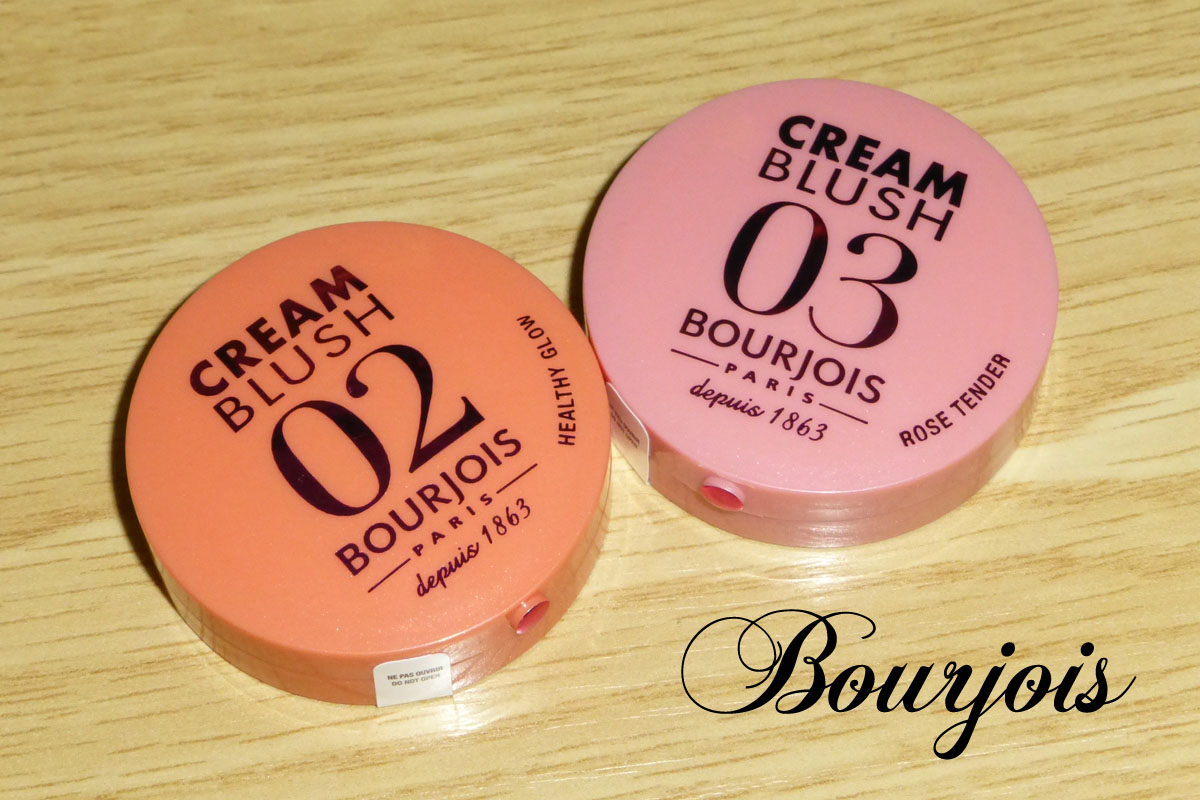 CREAM
BLUSH
02
BOURJOIS
PARIS
depuis 1863
HEALTHY GLOW
NE PAS OUVRIR
DO NOT OPEN
CREAM
BLUSH
03
BOURJOIS
PARIS
depuis 1863
ROSE TENDER
Bourjois